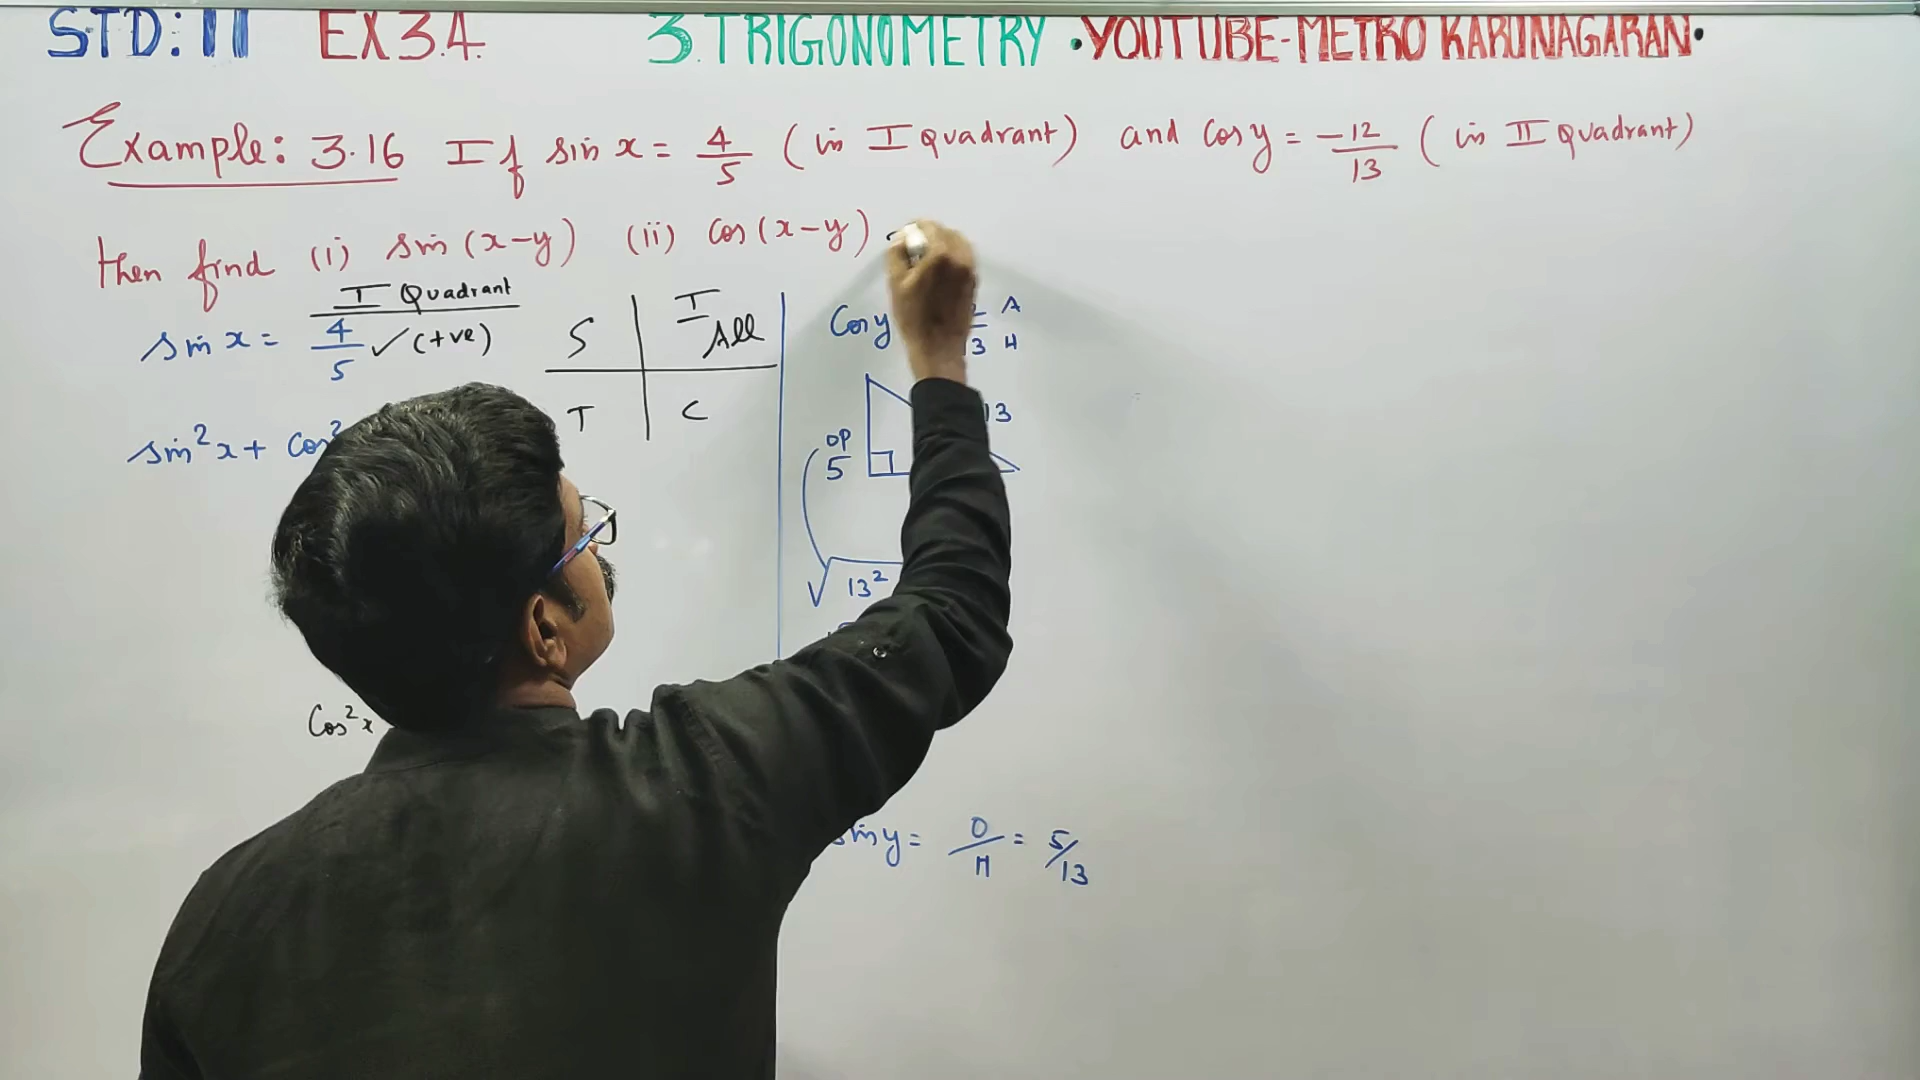 STD: 11 EX 3.4. 3. TRIGONOMETRY • YOUTUBE-METRO KARUNAGARAN •
Example: 3.16 If sin x = 4/5 (in I Quadrant) and Cos y = -12/13 (in II Quadrant)
then find (i) sin (x-y) (ii) Cos (x-y)
I Quadrant
sin x = 4/5 ✓ (+ve)
sin²x + Cos²
S
I
All
T
C
Cos y
A
13 H
13
OP
5
√13²
Cos²x
sin y = O/H = 5/13